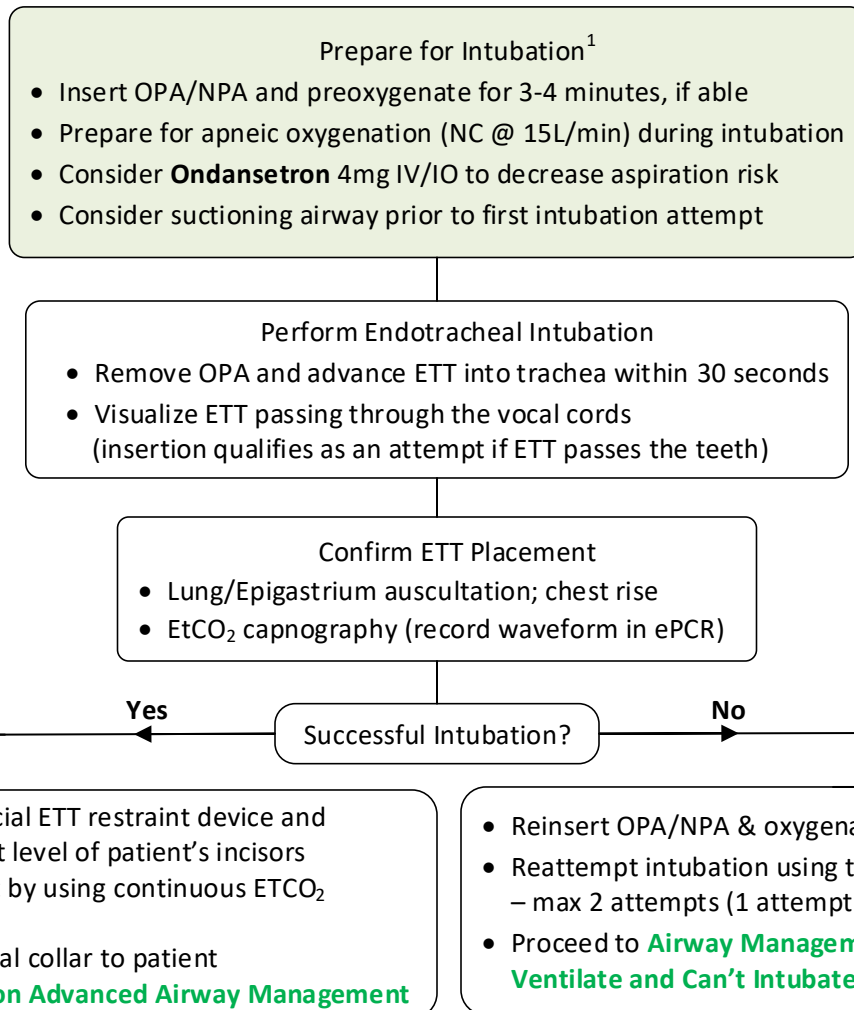 Prepare for Intubation1
• Insert OPA/NPA and preoxygenate for 3-4 minutes, if able
• Prepare for apneic oxygenation (NC @ 15L/min) during intubation
• Consider Ondansetron 4mg IV/IO to decrease aspiration risk
• Consider suctioning airway prior to first intubation attempt
Perform Endotracheal Intubation
• Remove OPA and advance ETT into trachea within 30 seconds
• Visualize ETT passing through the vocal cords
(insertion qualifies as an attempt if ETT passes the teeth)
Confirm ETT Placement
• Lung/Epigastrium auscultation; chest rise
• EtCO2 capnography (record waveform in ePCR)
Yes
Successful Intubation?
No
cial ETT restraint device and
t level of patient’s incisors
by using continuous ETCO2
al collar to patient
on Advanced Airway Management
• Reinsert OPA/NPA & oxygena
• Reattempt intubation using t
– max 2 attempts (1 attempt
• Proceed to Airway Managem
Ventilate and Can’t Intubate